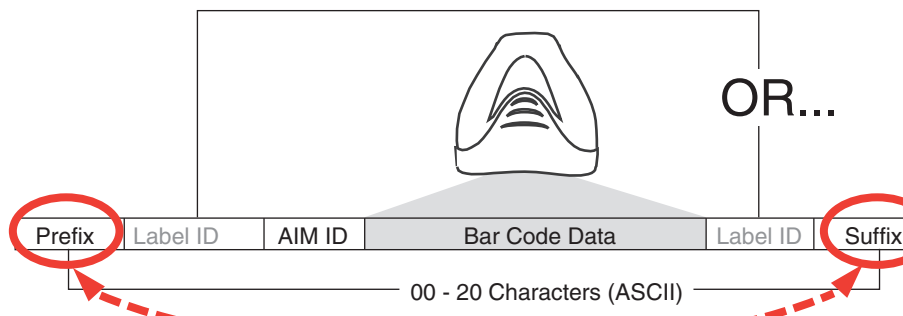 OR...
Prefix Label ID AIM ID Bar Code Data Label ID Suffix
00 - 20 Characters (ASCII)